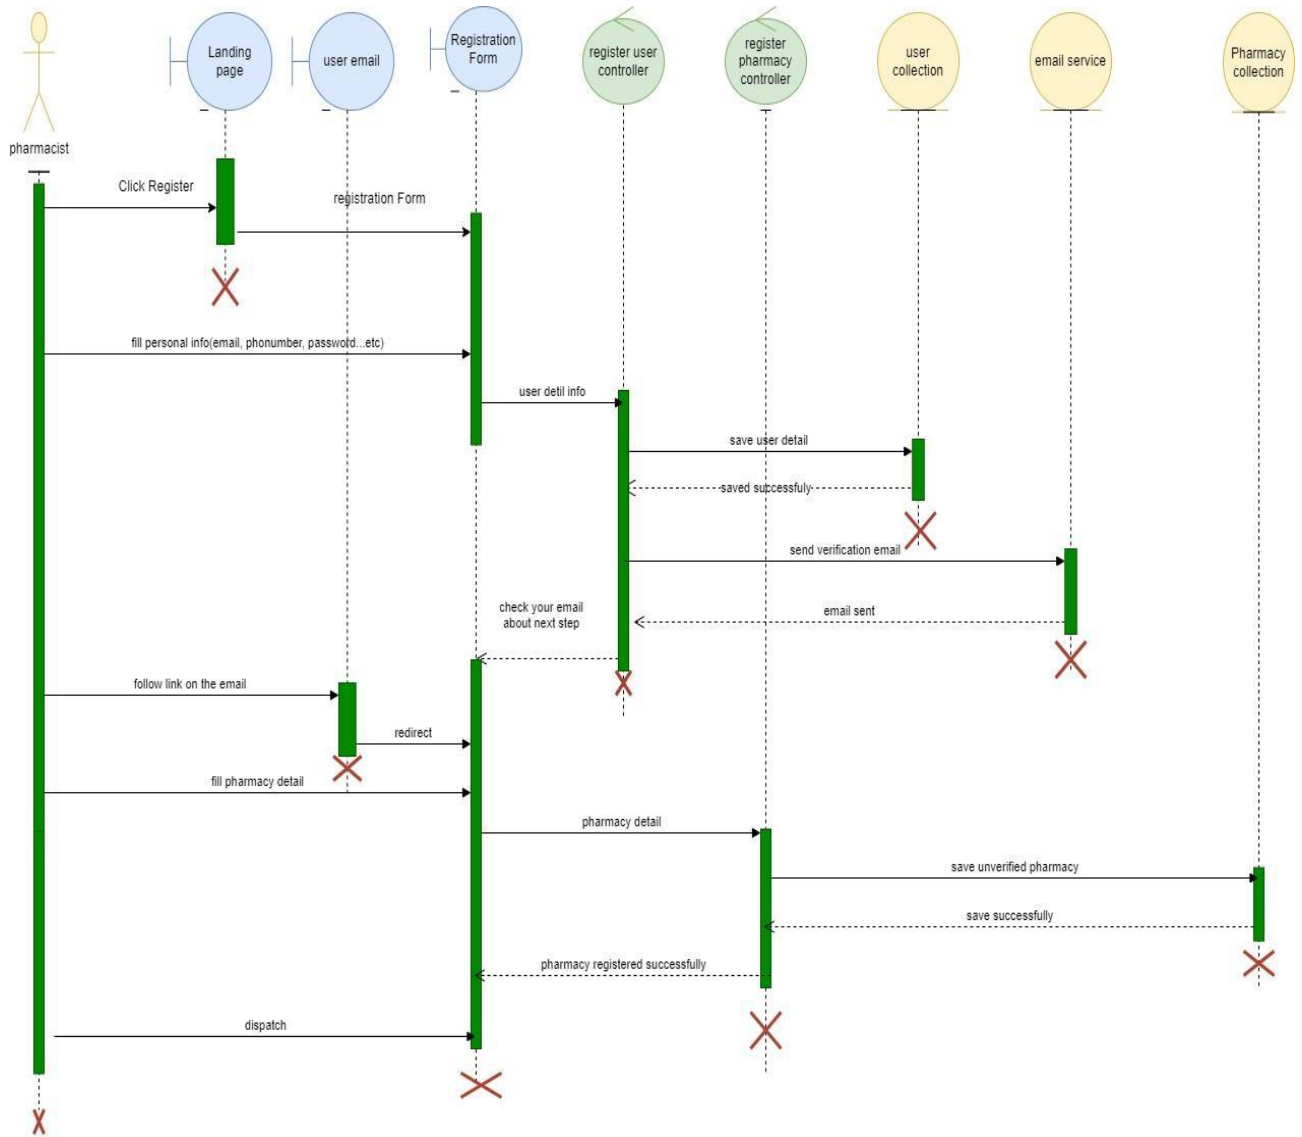 Landing
page
user email
Registration
Form
register user
controller
register
pharmacy
controller
user
collection
email service
Pharmacy
collection
pharmacist
Click Register
registration Form
fill personal info(email, phonumber, password...etc)
user detil info
save user detail
saved successfuly
send verification email
check your email
about next step
email sent
follow link on the email
redirect
fill pharmacy detail
pharmacy detail
save unverified pharmacy
save successfully
pharmacy registered successfully
dispatch